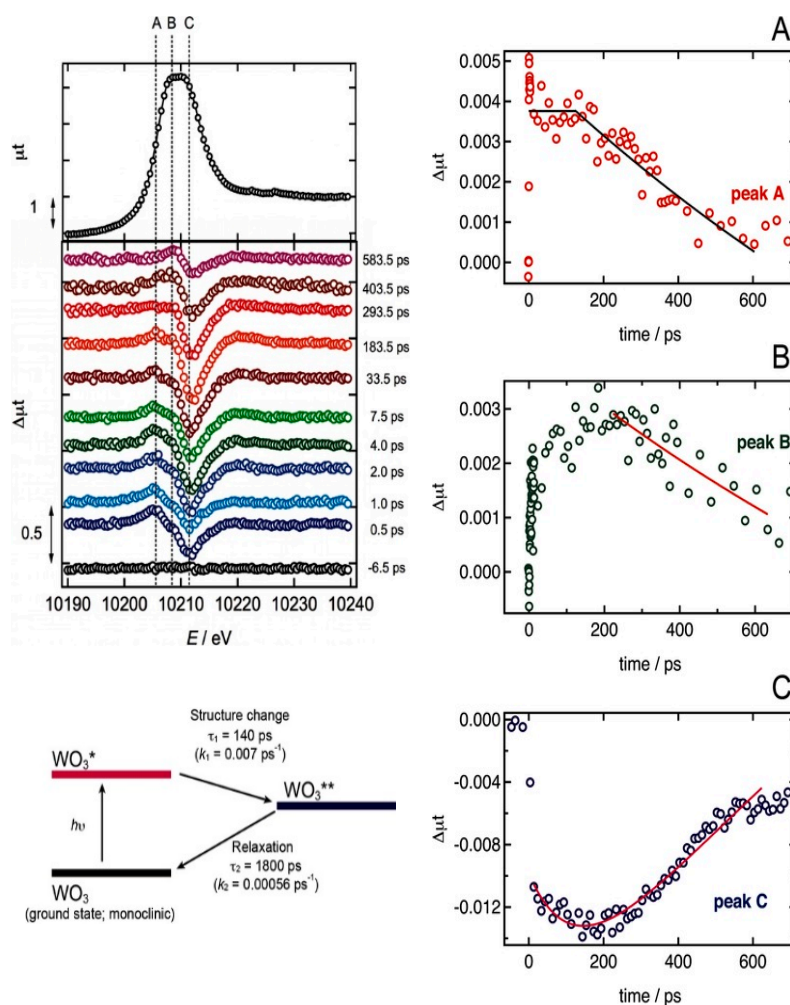 A B C
μt
1
583.5 ps
403.5 ps
293.5 ps
183.5 ps
33.5 ps
7.5 ps
4.0 ps
2.0 ps
1.0 ps
0.5 ps
-6.5 ps
Δμt
0.5
10190 10200 10210 10220 10230 10240
E / eV
A
0.005
0.004
0.003
0.002
0.001
0.000
Δμt
peak A
0 200 400 600
time / ps
B
0.003
0.002
0.001
0.000
Δμt
peak B
0 200 400 600
time / ps
C
0.000
-0.004
-0.008
-0.012
Δμt
peak C
0 200 400 600
time / ps
Structure change
τ₁ = 140 ps
(k₁ = 0.007 ps⁻¹)
WO₃*
WO₃**
hυ
Relaxation
τ₂ = 1800 ps
(k₂ = 0.00056 ps⁻¹)
WO₃
(ground state; monoclinic)